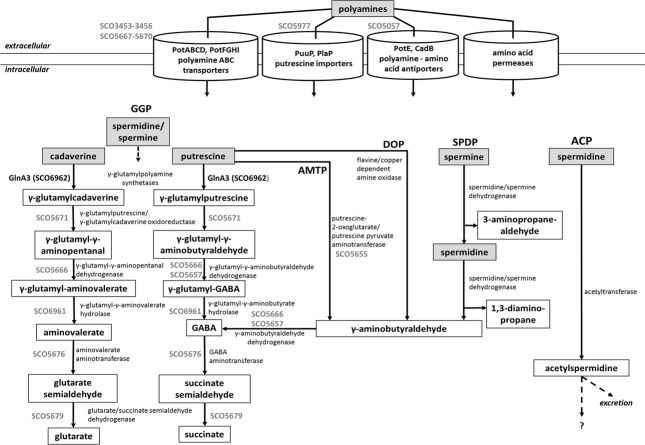 polyamines
SCO3453-3456
SCO5667-5670
SCO5977
SCO5057
extracellular
intracellular
PotABCD, PotFGHI
polyamine ABC
transporters
PuuP, PlaP
putrescine importers
PotE, CadB
polyamine - amino
acid antiporters
amino acid
permeases
GGP
spermidine/
spermine
cadaverine
putrescine
γ-glutamylpolyamine
synthetases
GlnA3 (SCO6962)
GlnA3 (SCO6962)
γ-glutamylcadaverine
γ-glutamylputrescine
SCO5671
γ-glutamylputrescine/
γ-glutamylcadaverine oxidoreductase
SCO5671
γ-glutamyl-γ-
aminopentanal
γ-glutamyl-γ-
aminobutyraldehyde
SCO5666
γ-glutamyl-γ-aminopentanal
dehydrogenase
SCO5666
SCO5657
γ-glutamyl-γ-aminobutyraldehyde
dehydrogenase
γ-glutamyl-aminovalerate
γ-glutamyl-GABA
SCO6961
γ-glutamyl-γ-aminovalerate
hydrolase
SCO6961
γ-glutamyl-γ-aminobutyrate
hydrolase
aminovalerate
GABA
SCO5666
SCO5657
γ-aminobutyraldehyde
dehydrogenase
γ-aminobutyraldehyde
SCO5676
aminovalerate
aminotransferase
SCO5676
GABA
aminotransferase
glutarate
semialdehyde
succinate
semialdehyde
SCO5679
glutarate/succinate semialdehyde
dehydrogenase
SCO5679
glutarate
succinate
AMTP
putrescine-
2-oxoglutarate/
putrescine pyruvate
aminotransferase
SCO5655
DOP
flavine/copper
dependent
amine oxidase
SPDP
spermine
spermidine/spermine
dehydrogenase
3-aminopropane-
aldehyde
spermidine
spermidine/spermine
dehydrogenase
1,3-diamino-
propane
ACP
spermidine
acetyltransferase
acetylspermidine
excretion
?